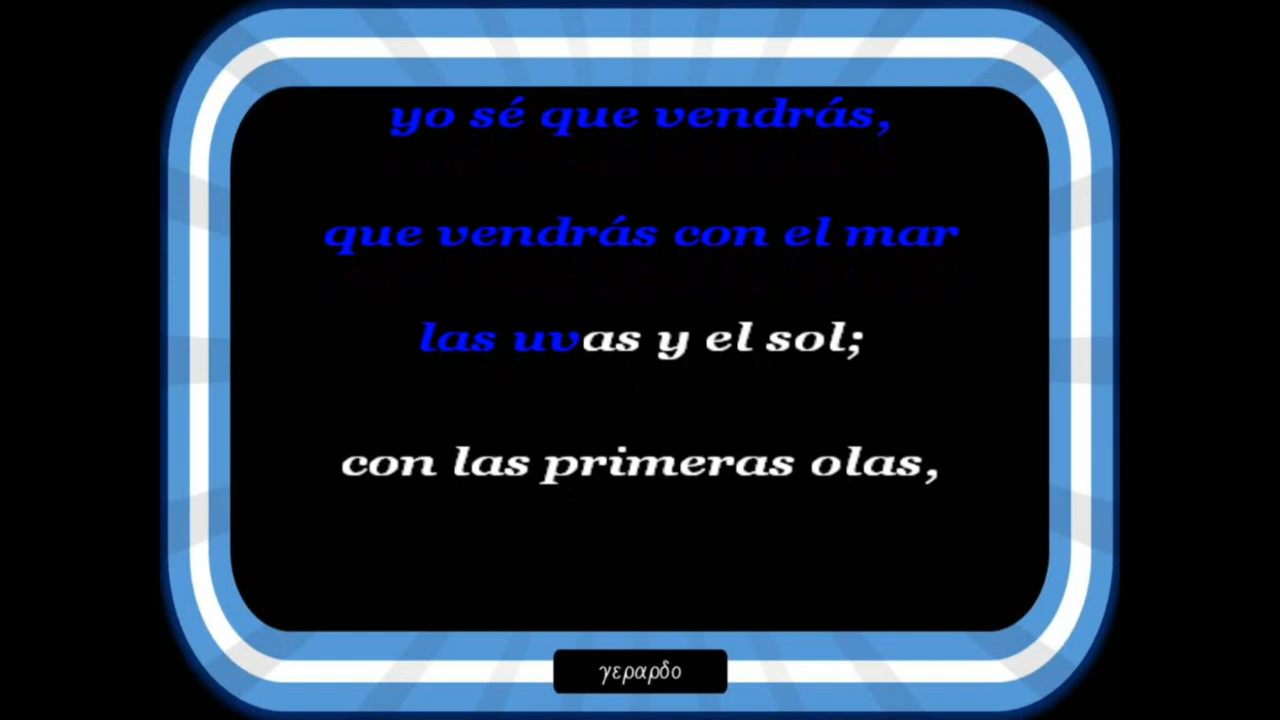 yo sé que vendrás,
que vendrás con el mar
las uvas y el sol;
con las primeras olas,
γεραρδο